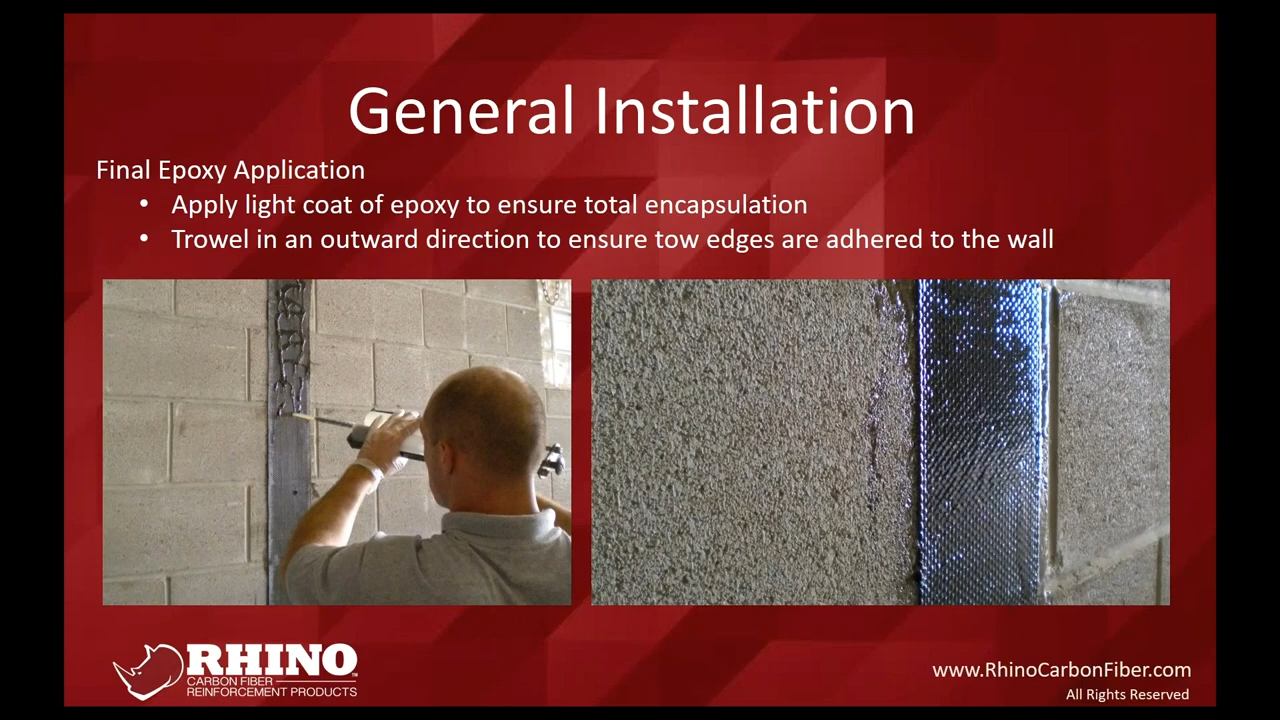 General Installation
Final Epoxy Application
• Apply light coat of epoxy to ensure total encapsulation
• Trowel in an outward direction to ensure tow edges are adhered to the wall
RHINO™
CARBON FIBER
REINFORCEMENT PRODUCTS
www.RhinoCarbonFiber.com
All Rights Reserved